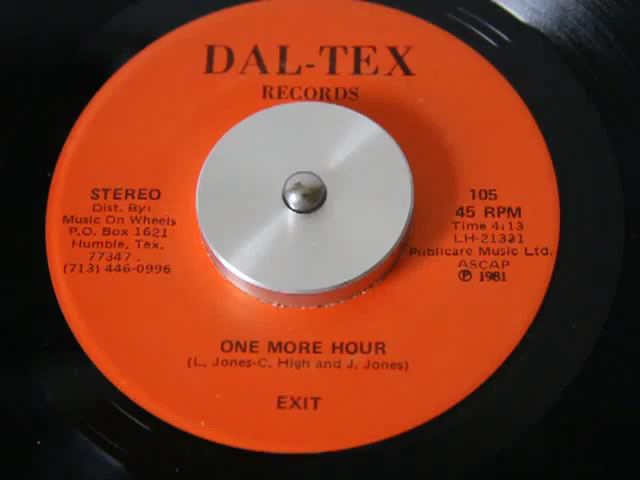 DAL-TEX
RECORDS
STEREO
Dist. By:
Music On Wheels
P.O. Box 1621
Humble, Tex.
77347.
(713) 446-0996
105
45 RPM
Time 4:13
LH-21331
Publicare Music Ltd.
ASCAP
℗ 1981
ONE MORE HOUR
(L. Jones-C. High and J. Jones)
EXIT